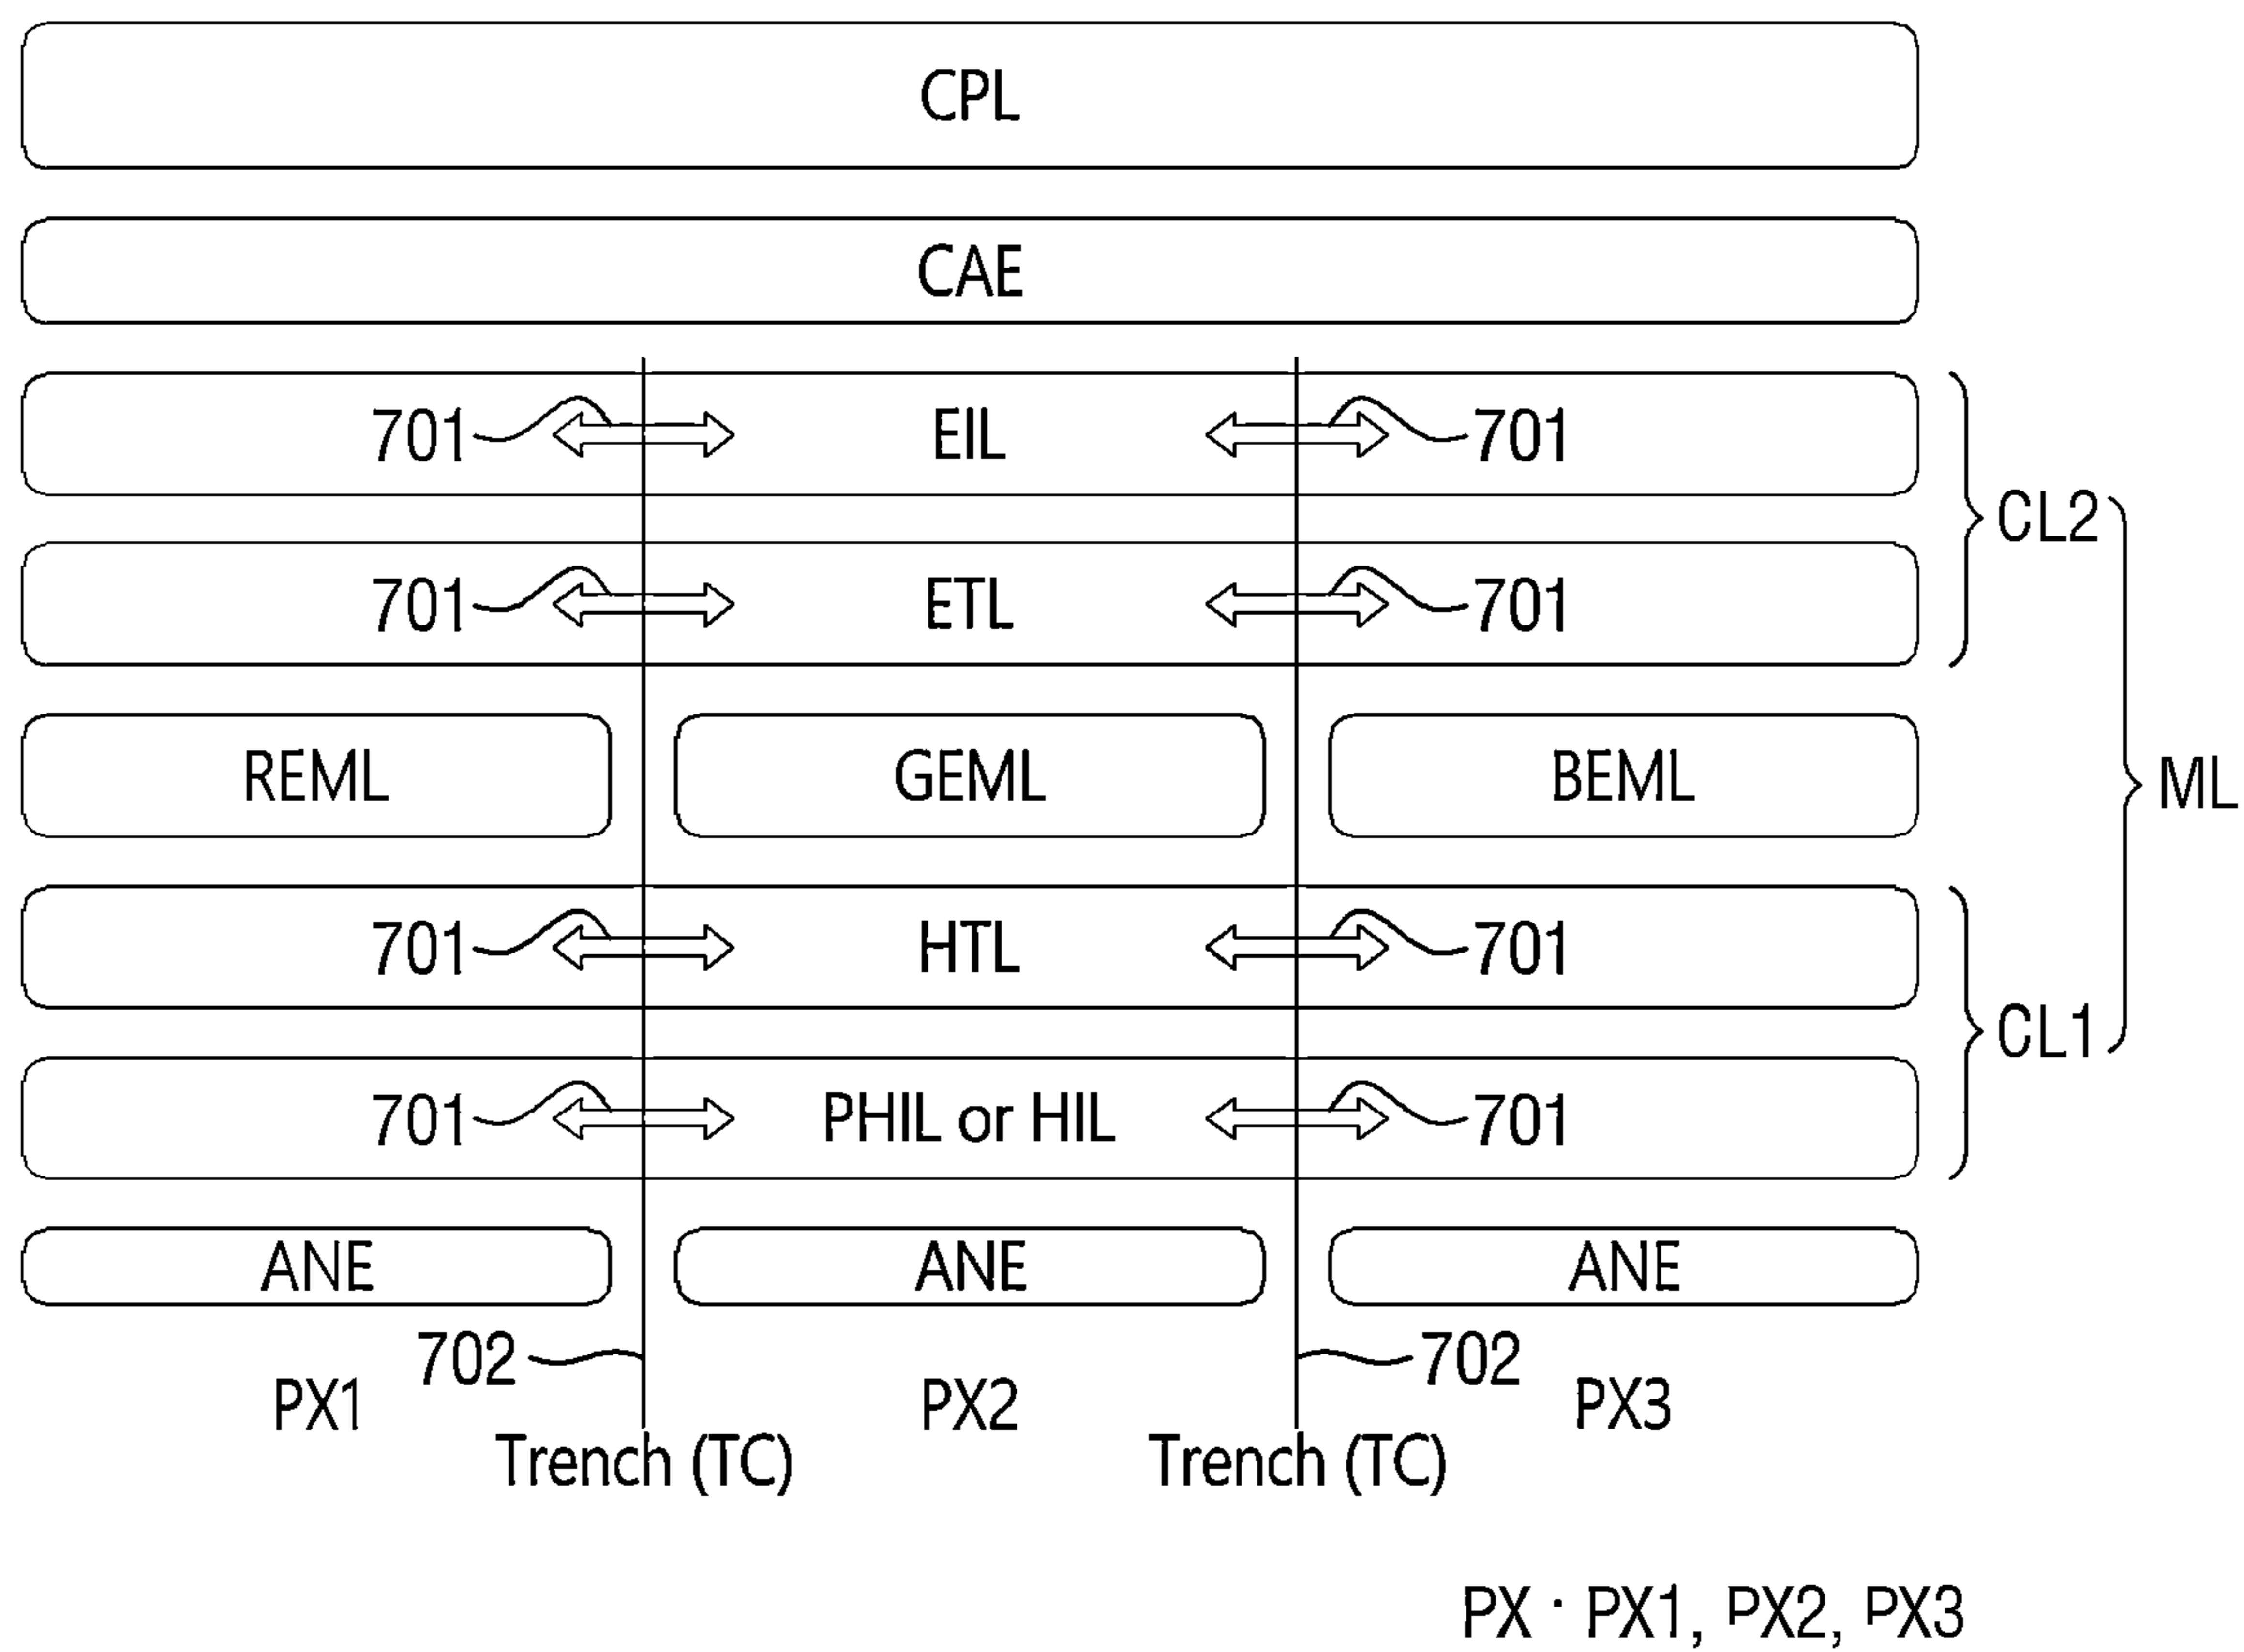 CPL
CAE
701 EIL 701
CL2
701 ETL 701
REML GEML BEML
ML
701 HTL 701
CL1
701 PHIL or HIL 701
ANE ANE ANE
702 702
PX1 PX2 PX3
Trench (TC) Trench (TC)
PX : PX1, PX2, PX3